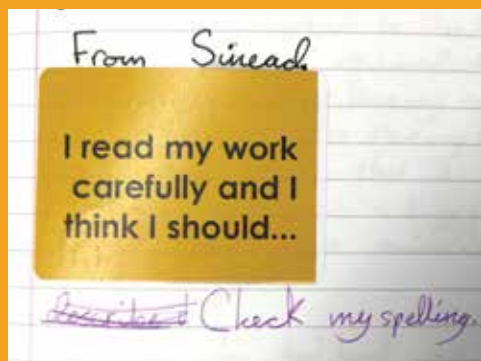 From Sinead.
I read my work
carefully and I
think I should...
Check my spelling.